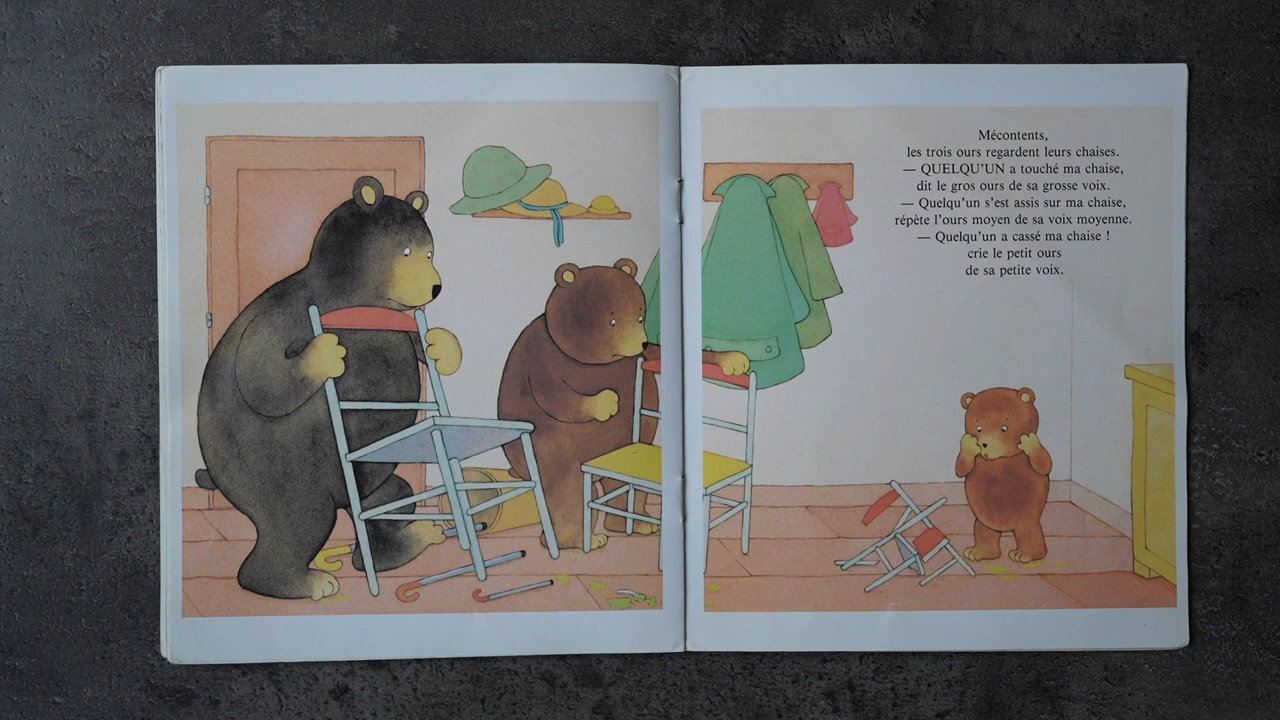 Mécontents,
les trois ours regardent leurs chaises.
— QUELQU'UN a touché ma chaise,
dit le gros ours de sa grosse voix.
— Quelqu'un s'est assis sur ma chaise,
répète l'ours moyen de sa voix moyenne.
— Quelqu'un a cassé ma chaise !
crie le petit ours
de sa petite voix.